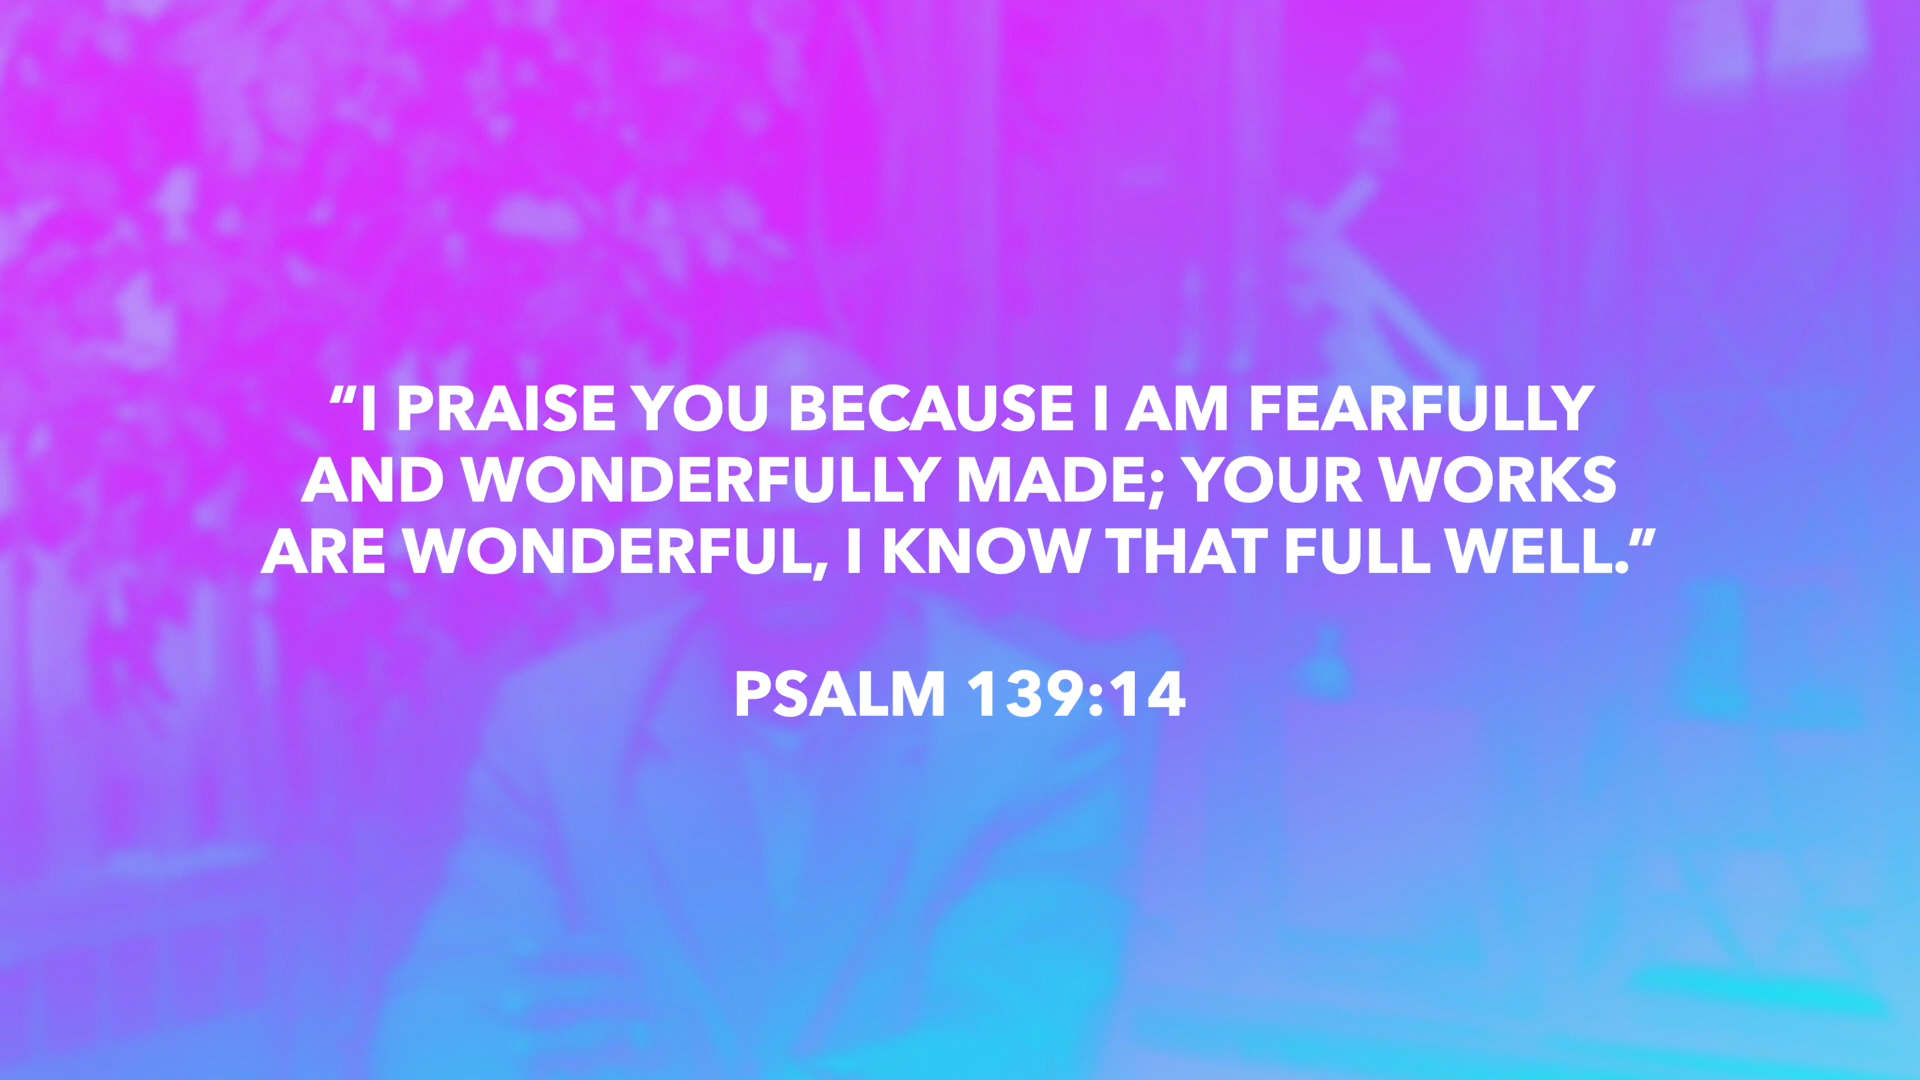 “I PRAISE YOU BECAUSE I AM FEARFULLY
AND WONDERFULLY MADE; YOUR WORKS
ARE WONDERFUL, I KNOW THAT FULL WELL.”
PSALM 139:14